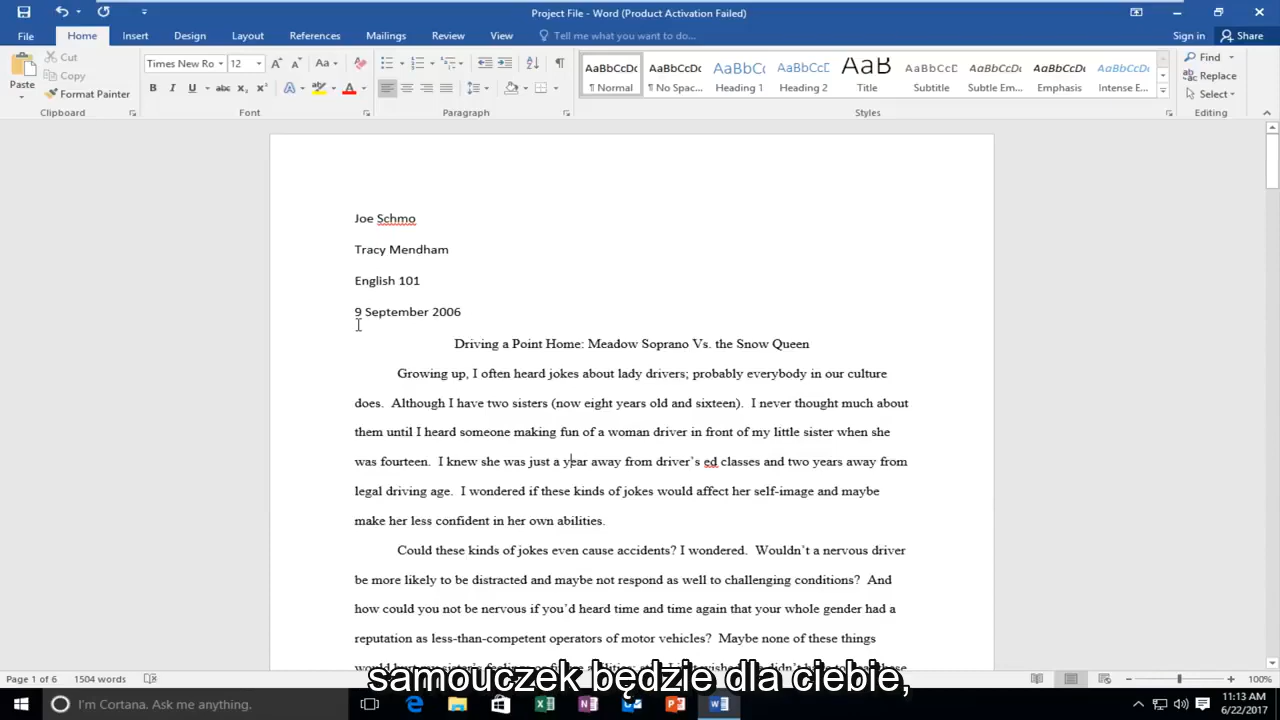 Project File - Word (Product Activation Failed)
File Home Insert Design Layout References Mailings Review View Tell me what you want to do... Sign in Share
Paste Cut Copy Format Painter
Clipboard
Times New Ro 12 Aa
B I U abc x₂ x² A ab A
Font
Paragraph
AaBbCcDc ¶ Normal
AaBbCcDc ¶ No Spac...
AaBbCc Heading 1
AaBbCcD Heading 2
AaB Title
AaBbCcD Subtitle
AaBbCcDc Subtle Em...
AaBbCcDc Emphasis
AaBbCcDc Intense E...
Styles
Find
Replace
Select
Editing
Joe Schmo
Tracy Mendham
English 101
9 September 2006
Driving a Point Home: Meadow Soprano Vs. the Snow Queen
Growing up, I often heard jokes about lady drivers; probably everybody in our culture
does.  Although I have two sisters (now eight years old and sixteen).  I never thought much about
them until I heard someone making fun of a woman driver in front of my little sister when she
was fourteen.  I knew she was just a year away from driver’s ed classes and two years away from
legal driving age.  I wondered if these kinds of jokes would affect her self-image and maybe
make her less confident in her own abilities.
Could these kinds of jokes even cause accidents? I wondered.  Wouldn’t a nervous driver
be more likely to be distracted and maybe not respond as well to challenging conditions?  And
how could you not be nervous if you’d heard time and time again that your whole gender had a
reputation as less-than-competent operators of motor vehicles?  Maybe none of these things
samouczek będzie dla ciebie,
Page 1 of 6 1504 words 100%
I'm Cortana. Ask me anything.
11:13 AM
6/22/2017